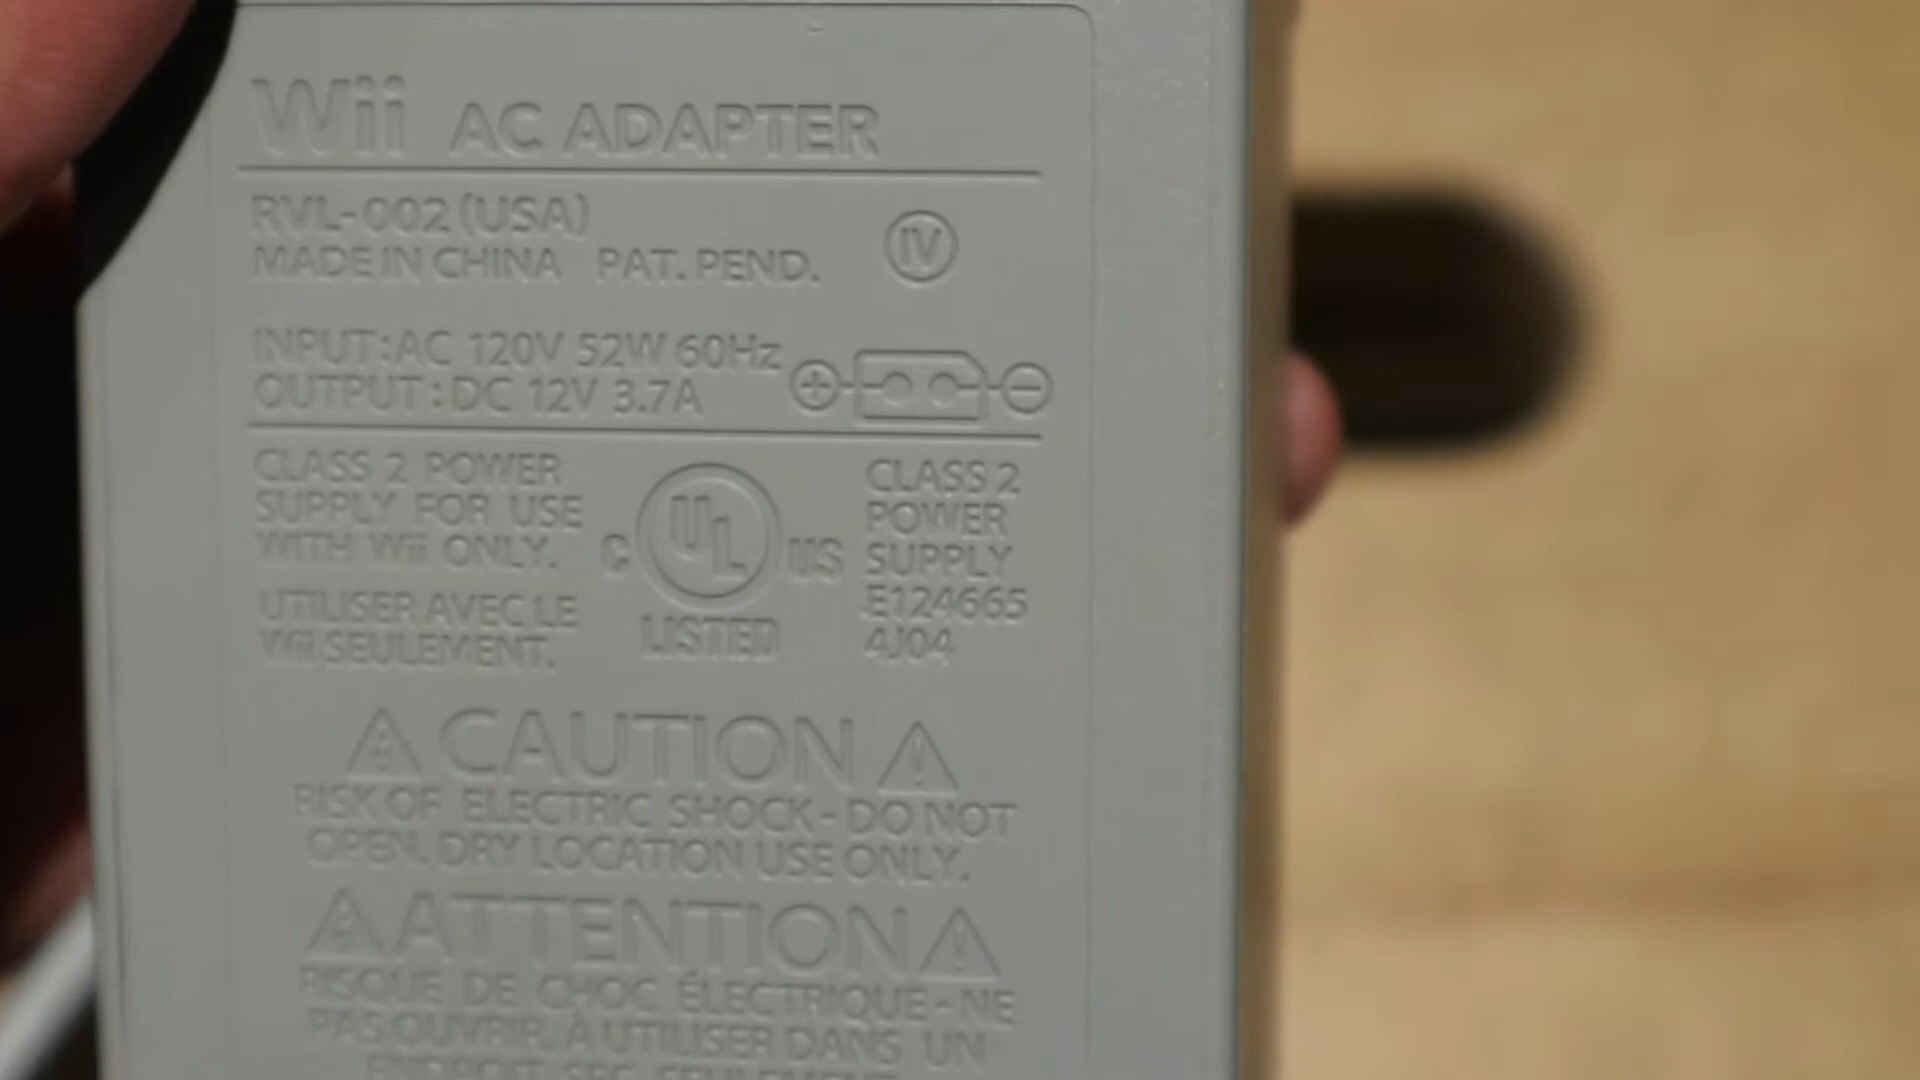 Wii AC ADAPTER
RVL-002 (USA)
MADE IN CHINA PAT. PEND.
IV
INPUT:AC 120V 52W 60Hz
OUTPUT:DC 12V 3.7A
CLASS 2 POWER
SUPPLY FOR USE
WITH Wii ONLY.
UTILISER AVEC LE
Wii SEULEMENT.
C UL US
LISTED
CLASS 2
POWER
SUPPLY
E124665
4J04
CAUTION
RISK OF ELECTRIC SHOCK-DO NOT
OPEN. DRY LOCATION USE ONLY.
ATTENTION
RISQUE DE CHOC ÉLECTRIQUE-NE
PAS OUVRIR. À UTILISER DANS UN
ENDROIT SEC SEULEMENT